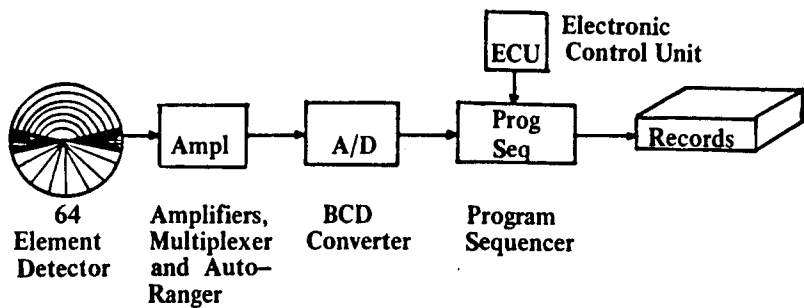 Electronic
Control Unit
ECU
Ampl
A/D
Prog
Seq
Records
64
Element
Detector
Amplifiers,
Multiplexer
and Auto-
Ranger
BCD
Converter
Program
Sequencer